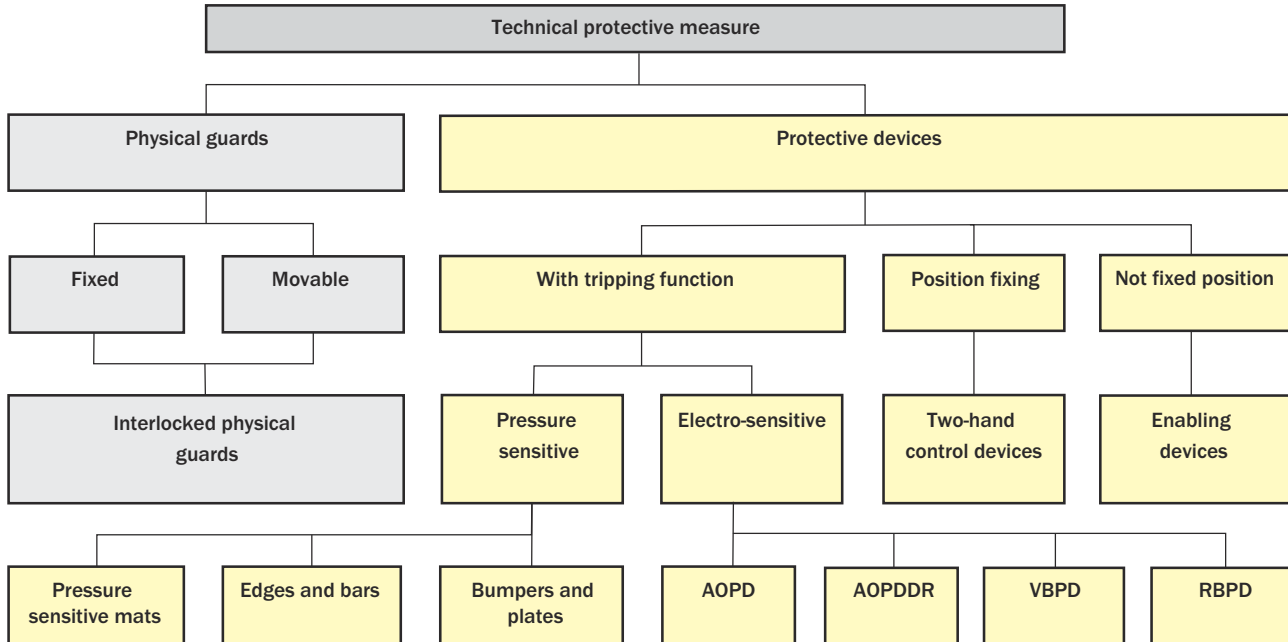 Technical protective measure
Physical guards
Protective devices
Fixed
Movable
With tripping function
Position fixing
Not fixed position
Interlocked physical
guards
Pressure
sensitive
Electro-sensitive
Two-hand
control devices
Enabling
devices
Pressure
sensitive mats
Edges and bars
Bumpers and
plates
AOPD
AOPDDR
VBPD
RBPD